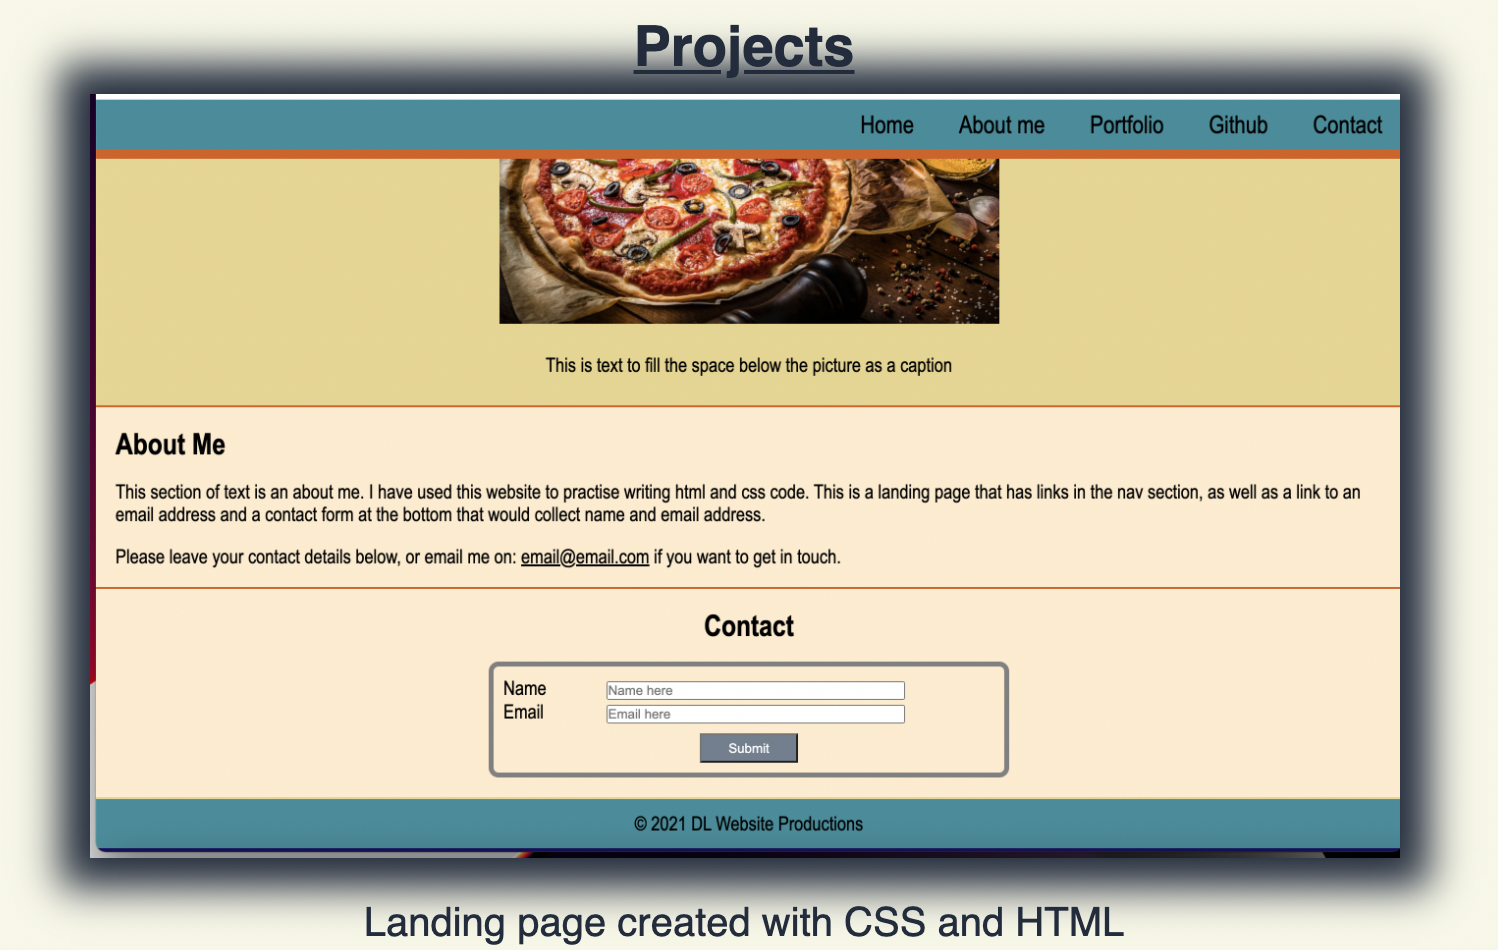 Projects
Home About me Portfolio Github Contact
This is text to fill the space below the picture as a caption
About Me
This section of text is an about me. I have used this website to practise writing html and css code. This is a landing page that has links in the nav section, as well as a link to an
email address and a contact form at the bottom that would collect name and email address.
Please leave your contact details below, or email me on: email@email.com if you want to get in touch.
Contact
Name Name here
Email Email here
Submit
© 2021 DL Website Productions
Landing page created with CSS and HTML